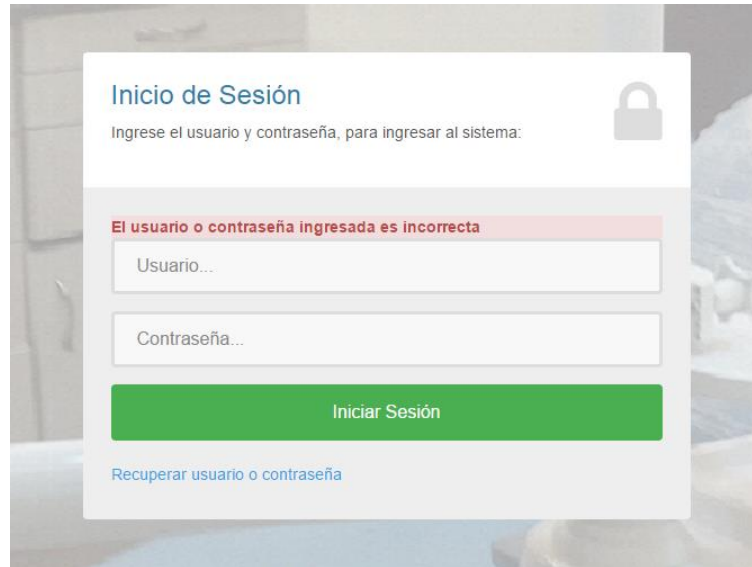 Inicio de Sesión
Ingrese el usuario y contraseña, para ingresar al sistema:
El usuario o contraseña ingresada es incorrecta
Usuario...
Contraseña...
Iniciar Sesión
Recuperar usuario o contraseña